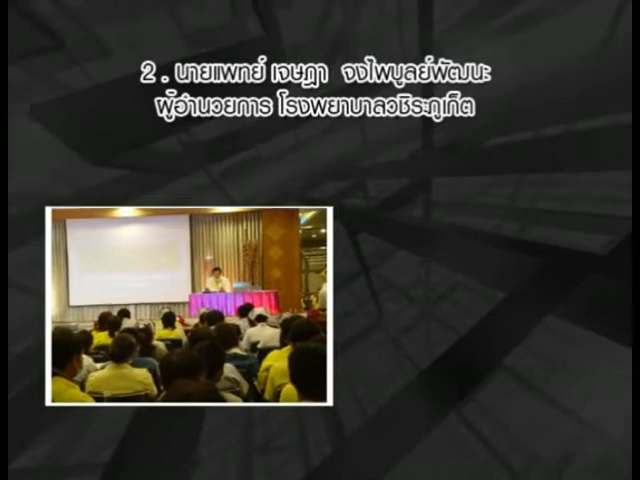 2 . นายแพทย์ เจษฎา จงไพบูลย์พัฒนะ
ผู้อำนวยการ โรงพยาบาลวชิระภูเก็ต